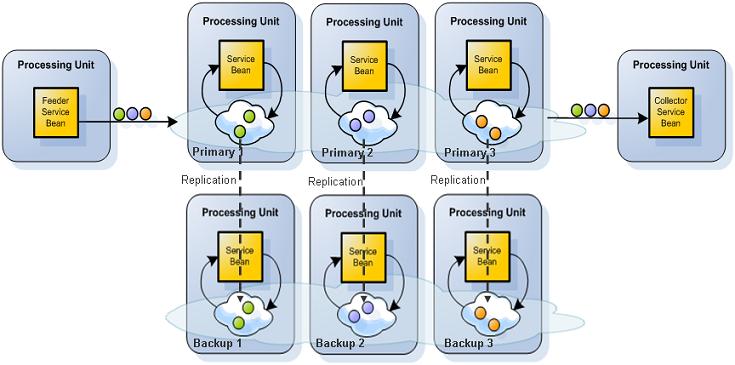 Processing Unit
Feeder
Service
Bean
Processing Unit
Service
Bean
Primary 1
Processing Unit
Service
Bean
Primary 2
Processing Unit
Service
Bean
Primary 3
Processing Unit
Collector
Service
Bean
Replication
Replication
Replication
Processing Unit
Service
Bean
Backup 1
Processing Unit
Service
Bean
Backup 2
Processing Unit
Service
Bean
Backup 3